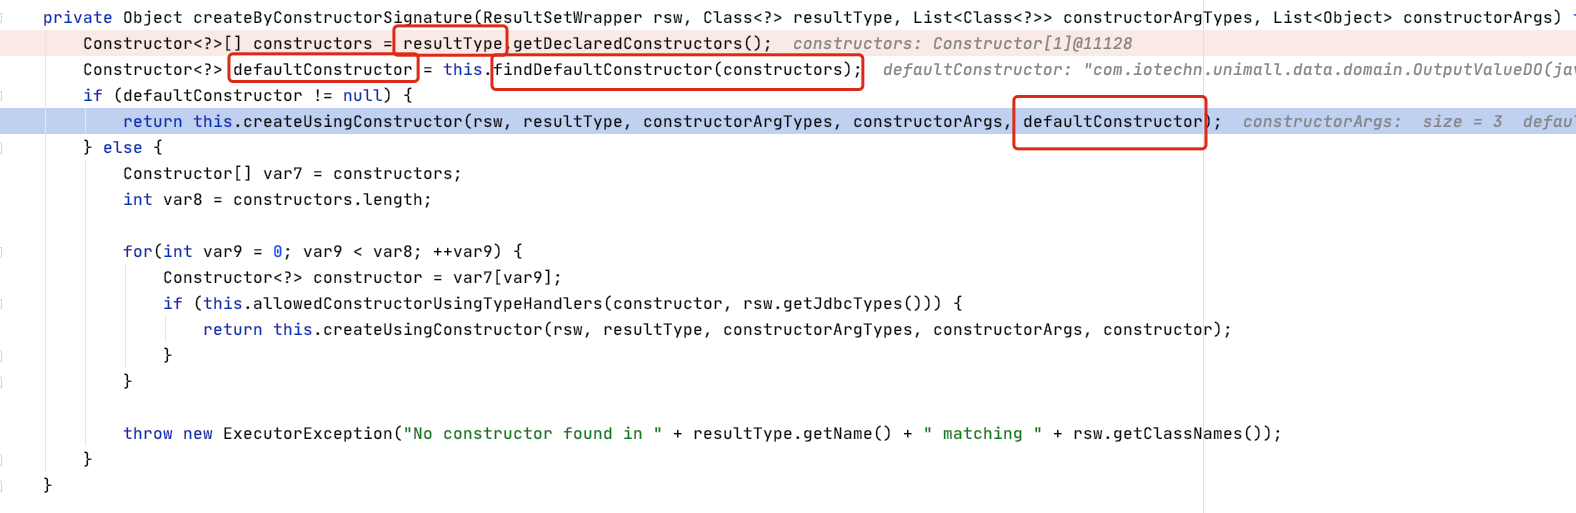 private Object createByConstructorSignature(ResultSetWrapper rsw, Class<?> resultType, List<Class<?>> constructorArgTypes, List<Object> constructorArgs)
Constructor<?>[] constructors = resultType.getDeclaredConstructors();  constructors: Constructor[1]@11128
Constructor<?> defaultConstructor = this.findDefaultConstructor(constructors);  defaultConstructor: "com.iotechn.unimall.data.domain.OutputValueDO(jav
if (defaultConstructor != null) {
return this.createUsingConstructor(rsw, resultType, constructorArgTypes, constructorArgs, defaultConstructor);  constructorArgs:  size = 3  defau
} else {
Constructor[] var7 = constructors;
int var8 = constructors.length;
for(int var9 = 0; var9 < var8; ++var9) {
Constructor<?> constructor = var7[var9];
if (this.allowedConstructorUsingTypeHandlers(constructor, rsw.getJdbcTypes())) {
return this.createUsingConstructor(rsw, resultType, constructorArgTypes, constructorArgs, constructor);
}
}
throw new ExecutorException("No constructor found in " + resultType.getName() + " matching " + rsw.getClassNames());
}
}